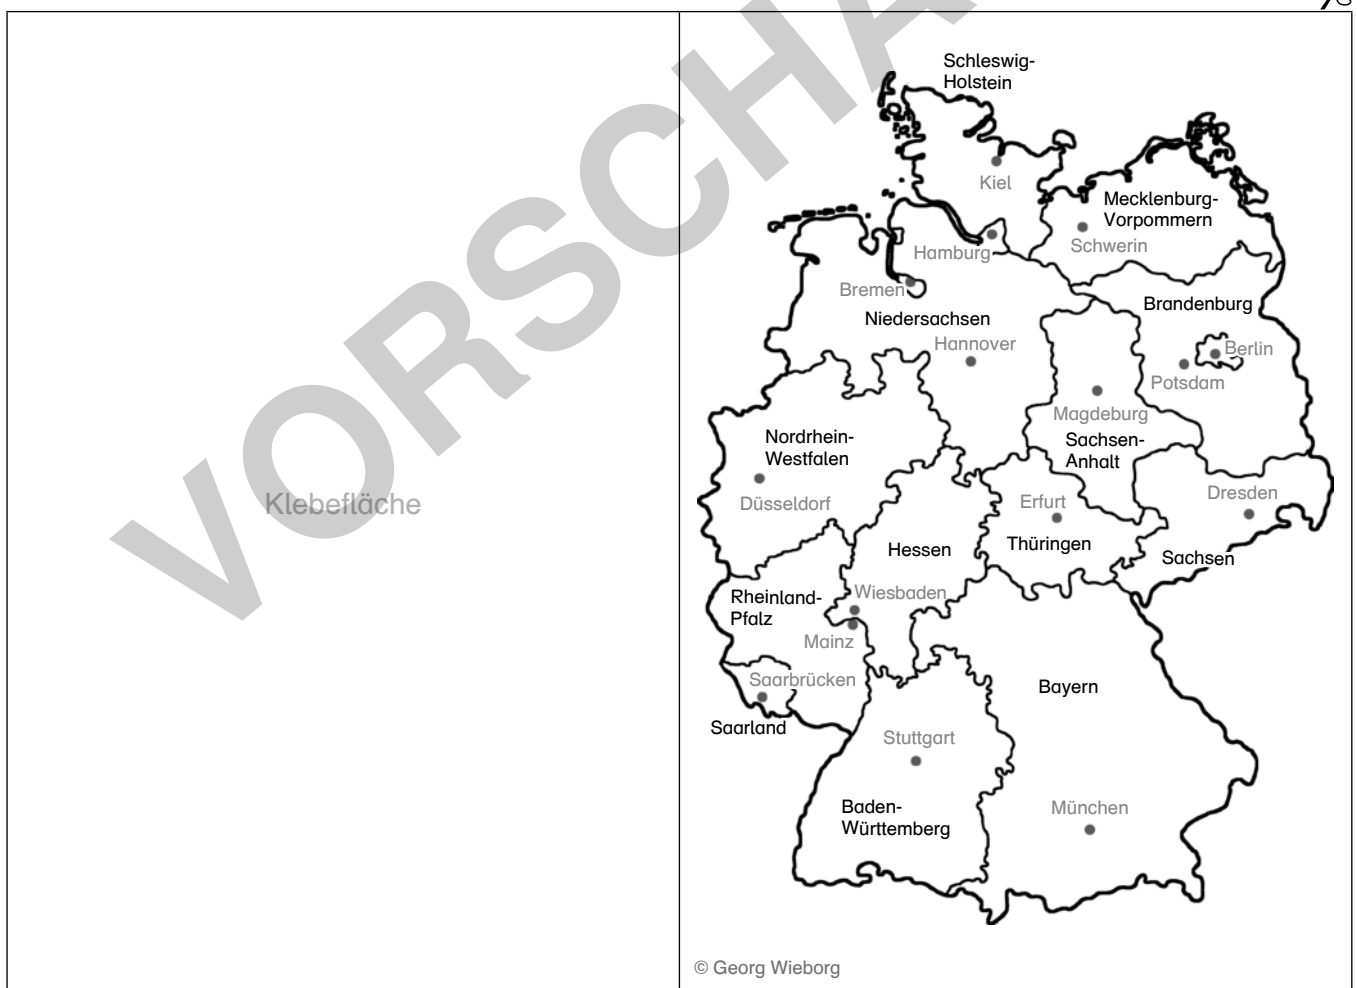 VORSCHA
Klebefläche
Schleswig-
Holstein
Kiel
Mecklenburg-
Vorpommern
Schwerin
Hamburg
Bremen
Brandenburg
Niedersachsen
Hannover
Berlin
Potsdam
Magdeburg
Sachsen-
Anhalt
Nordrhein-
Westfalen
Düsseldorf
Erfurt
Dresden
Thüringen
Hessen
Sachsen
Rheinland-
Pfalz
Wiesbaden
Mainz
Saarbrücken
Bayern
Saarland
Stuttgart
Baden-
Württemberg
München
© Georg Wieborg